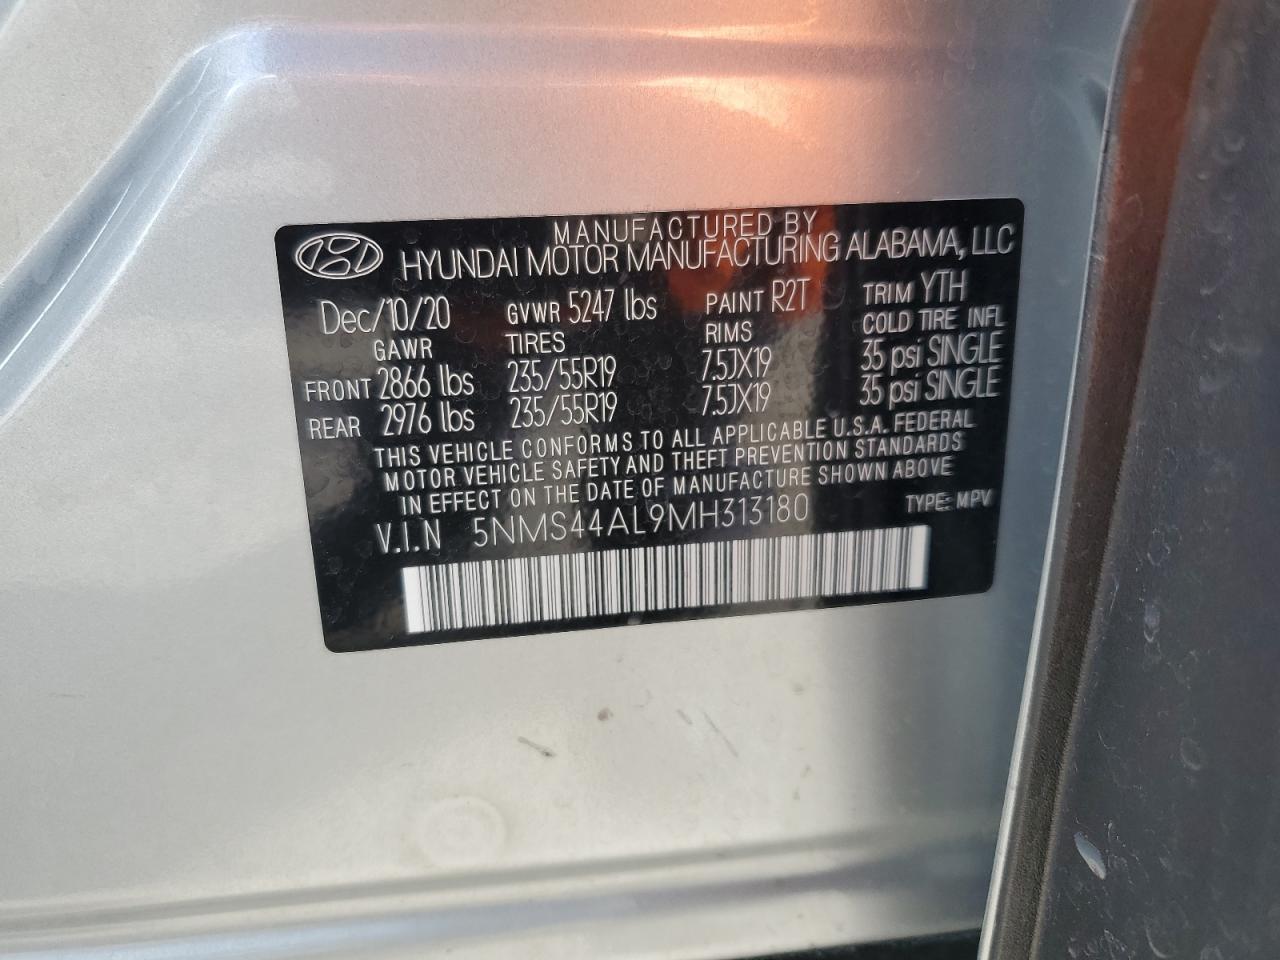 MANUFACTURED BY
HYUNDAI MOTOR MANUFACTURING ALABAMA, LLC
Dec/10/20 GVWR 5247 lbs PAINT R2T TRIM YTH
GAWR TIRES RIMS COLD TIRE INFL
FRONT 2866 lbs 235/55R19 7.5JX19 35 psi SINGLE
REAR 2976 lbs 235/55R19 7.5JX19 35 psi SINGLE
THIS VEHICLE CONFORMS TO ALL APPLICABLE U.S.A. FEDERAL
MOTOR VEHICLE SAFETY AND THEFT PREVENTION STANDARDS
IN EFFECT ON THE DATE OF MANUFACTURE SHOWN ABOVE
V.I.N 5NMS44AL9MH313180 TYPE: MPV